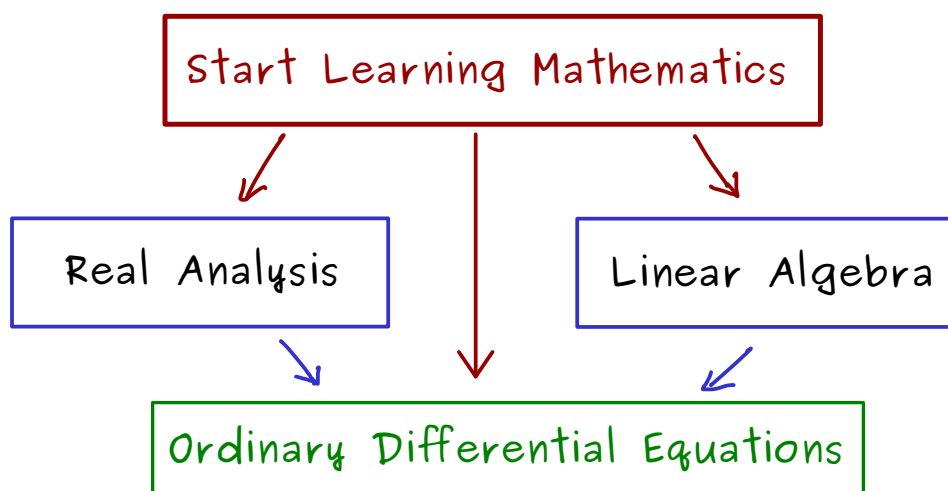 Start Learning Mathematics
Real Analysis
Linear Algebra
Ordinary Differential Equations